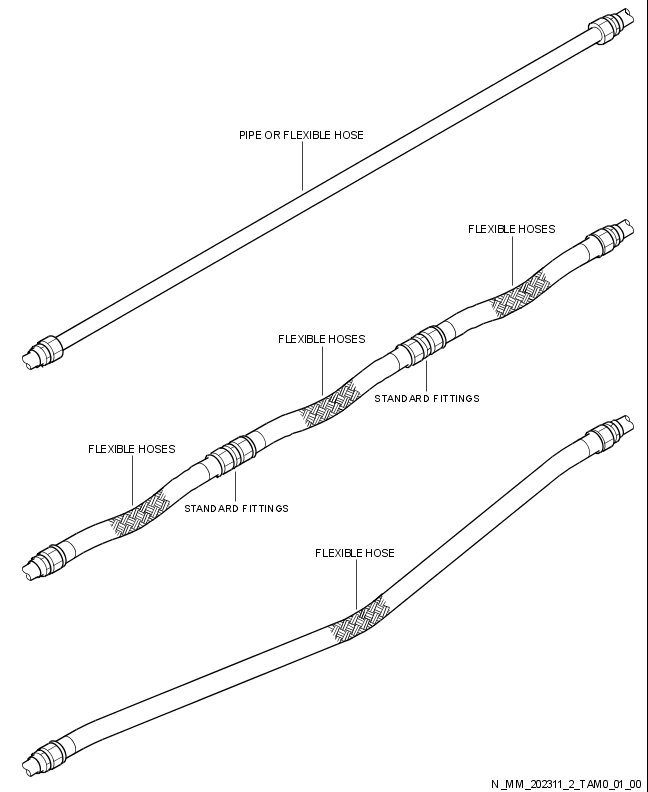 PIPE OR FLEXIBLE HOSE
FLEXIBLE HOSES
FLEXIBLE HOSES
STANDARD FITTINGS
FLEXIBLE HOSES
STANDARD FITTINGS
FLEXIBLE HOSE
N_MM_202311_2_TAM0_01_00